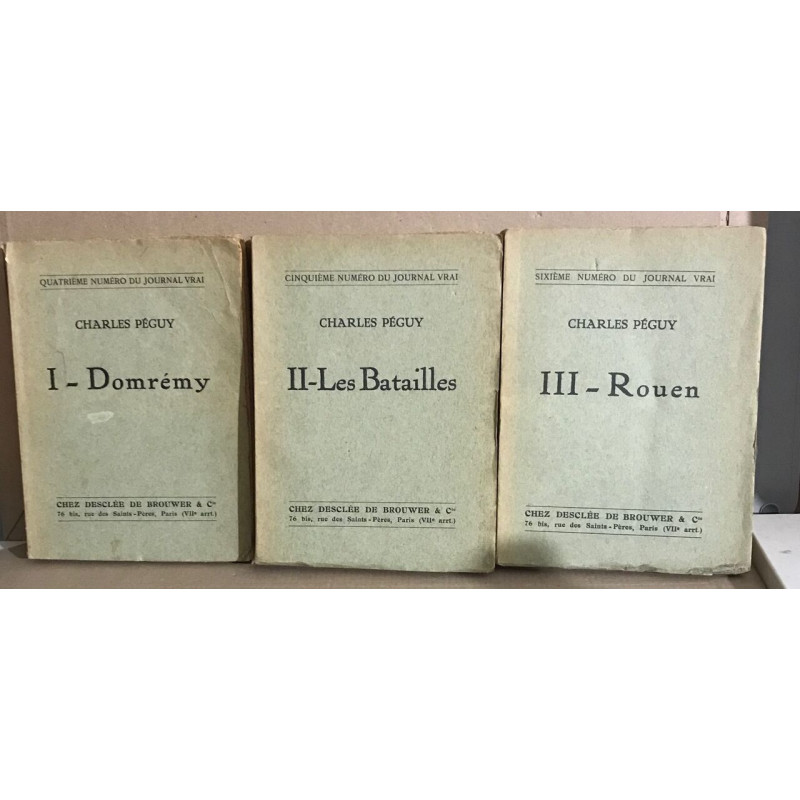 QUATRIÈME NUMÉRO DU JOURNAL VRAI
CHARLES PÉGUY
I - Domrémy
CHEZ DESCLÉE DE BROUWER & Cie
76 bis, rue des Saints-Pères, Paris (VIIe arrt.)
CINQUIÈME NUMÉRO DU JOURNAL VRAI
CHARLES PÉGUY
II-Les Batailles
CHEZ DESCLÉE DE BROUWER & Cie
76 bis, rue des Saints-Pères, Paris (VIIe arrt.)
SIXIÈME NUMÉRO DU JOURNAL VRAI
CHARLES PÉGUY
III - Rouen
CHEZ DESCLÉE DE BROUWER & Cie
76 bis, rue des Saints-Pères, Paris (VIIe arrt.)